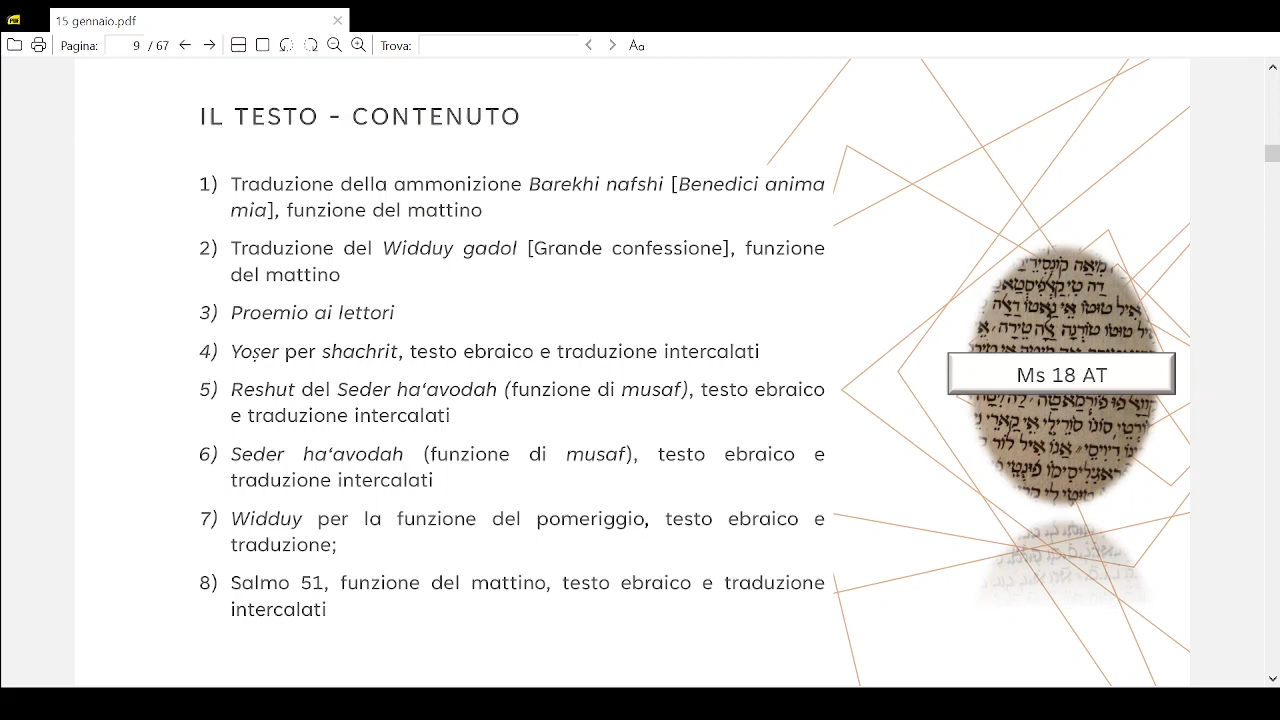 15 gennaio.pdf
Pagina: 9 / 67 Trova: Aa
IL TESTO - CONTENUTO
1) Traduzione della ammonizione Barekhi nafshi [Benedici anima
mia], funzione del mattino
2) Traduzione del Widduy gadol [Grande confessione], funzione
del mattino
3) Proemio ai lettori
4) Yoṣer per shachrit, testo ebraico e traduzione intercalati
5) Reshut del Seder ha‘avodah (funzione di musaf), testo ebraico
e traduzione intercalati
6) Seder ha‘avodah (funzione di musaf), testo ebraico e
traduzione intercalati
7) Widduy per la funzione del pomeriggio, testo ebraico e
traduzione;
8) Salmo 51, funzione del mattino, testo ebraico e traduzione
intercalati
Ms 18 AT